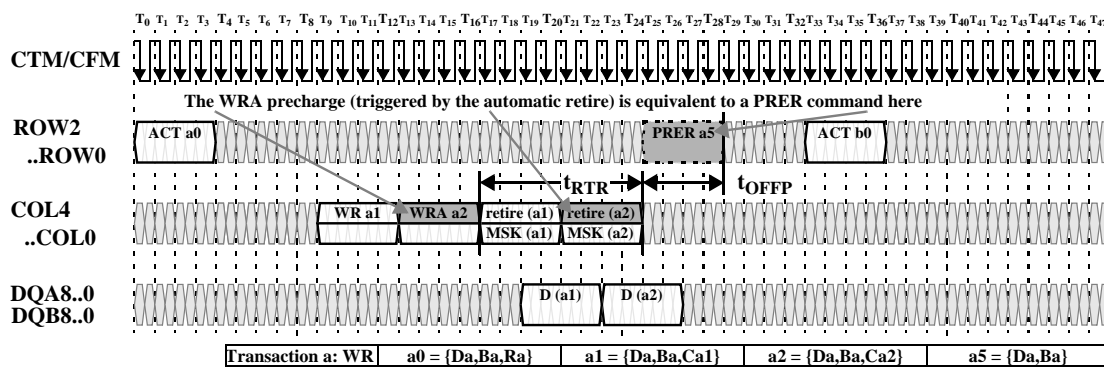 T0 T1 T2 T3 T4 T5 T6 T7 T8 T9 T10 T11 T12 T13 T14 T15 T16 T17 T18 T19 T20 T21 T22 T23 T24 T25 T26 T27 T28 T29 T30 T31 T32 T33 T34 T35 T36 T37 T38 T39 T40 T41 T42 T43 T44 T45 T46 T47
CTM/CFM
The WRA precharge (triggered by the automatic retire) is equivalent to a PRER command here
ROW2
..ROW0
ACT a0
PRER a5
ACT b0
tRTR
tOFFP
COL4
..COL0
WR a1
WRA a2
retire (a1)
retire (a2)
MSK (a1)
MSK (a2)
DQA8..0
DQB8..0
D (a1)
D (a2)
Transaction a: WR
a0 = {Da,Ba,Ra}
a1 = {Da,Ba,Ca1}
a2 = {Da,Ba,Ca2}
a5 = {Da,Ba}